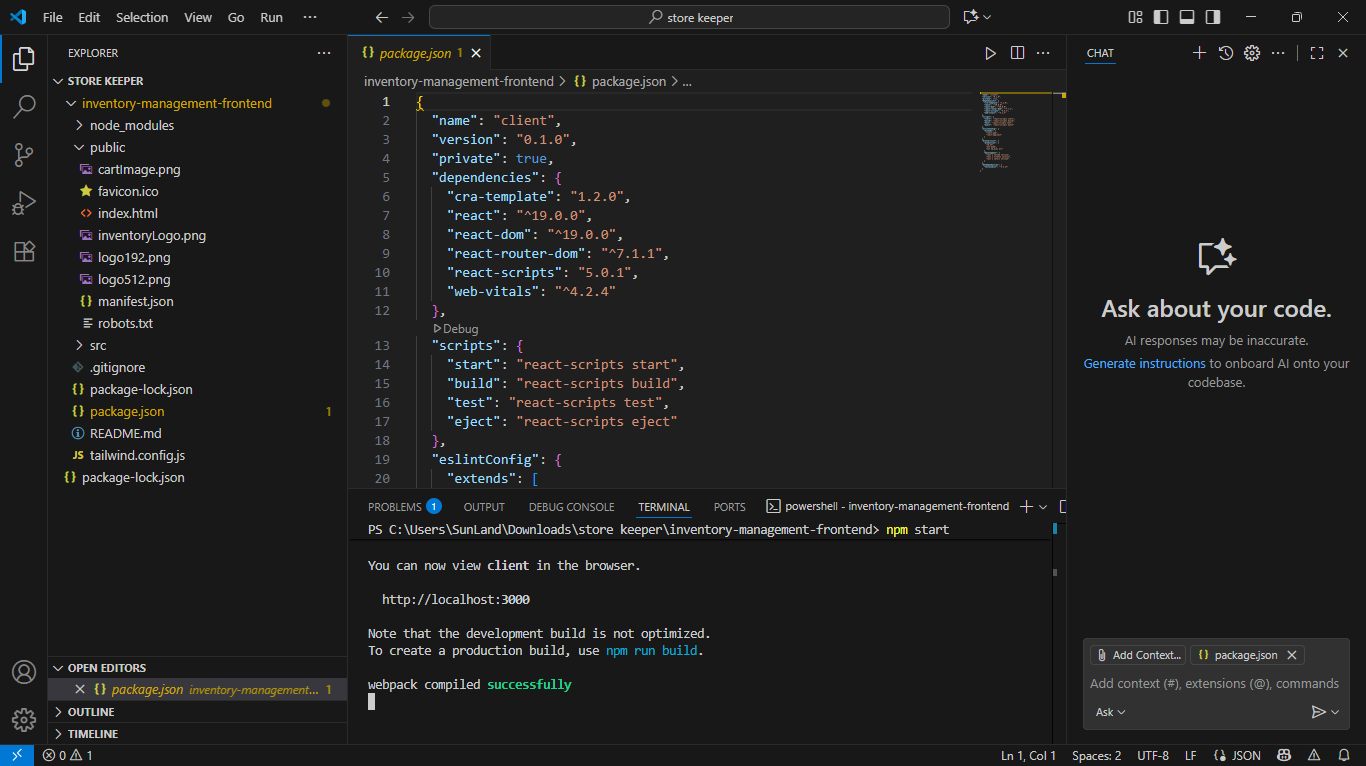 File Edit Selection View Go Run ···
store keeper
EXPLORER
STORE KEEPER
inventory-management-frontend
node_modules
public
cartImage.png
favicon.ico
index.html
inventoryLogo.png
logo192.png
logo512.png
manifest.json
robots.txt
src
.gitignore
package-lock.json
package.json 1
README.md
tailwind.config.js
package-lock.json
OPEN EDITORS
package.json inventory-management... 1
OUTLINE
TIMELINE
package.json 1
inventory-management-frontend > {} package.json > ...
1 {
2 "name": "client",
3 "version": "0.1.0",
4 "private": true,
5 "dependencies": {
6 "cra-template": "1.2.0",
7 "react": "^19.0.0",
8 "react-dom": "^19.0.0",
9 "react-router-dom": "^7.1.1",
10 "react-scripts": "5.0.1",
11 "web-vitals": "^4.2.4"
12 },
Debug
13 "scripts": {
14 "start": "react-scripts start",
15 "build": "react-scripts build",
16 "test": "react-scripts test",
17 "eject": "react-scripts eject"
18 },
19 "eslintConfig": {
20 "extends": [
PROBLEMS 1 OUTPUT DEBUG CONSOLE TERMINAL PORTS powershell - inventory-management-frontend
PS C:\Users\SunLand\Downloads\store keeper\inventory-management-frontend> npm start
You can now view client in the browser.
http://localhost:3000
Note that the development build is not optimized.
To create a production build, use npm run build.
webpack compiled successfully
CHAT
Ask about your code.
AI responses may be inaccurate.
Generate instructions to onboard AI onto your
codebase.
Add Context... {} package.json
Add context (#), extensions (@), commands
Ask
0 1
Ln 1, Col 1 Spaces: 2 UTF-8 LF {} JSON